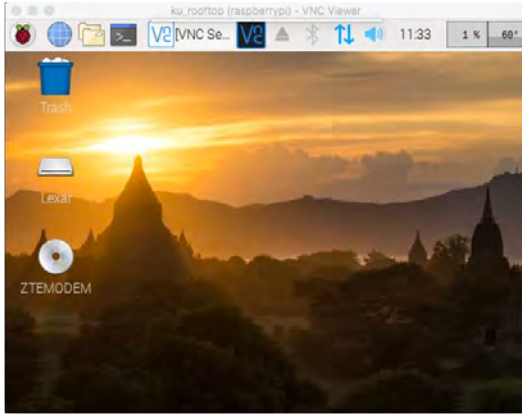 ku_rooftop (raspberrypi) - VNC Viewer
[VNC Se... 11:33 1 % 60°
Trash
Lexar
ZTEMODEM